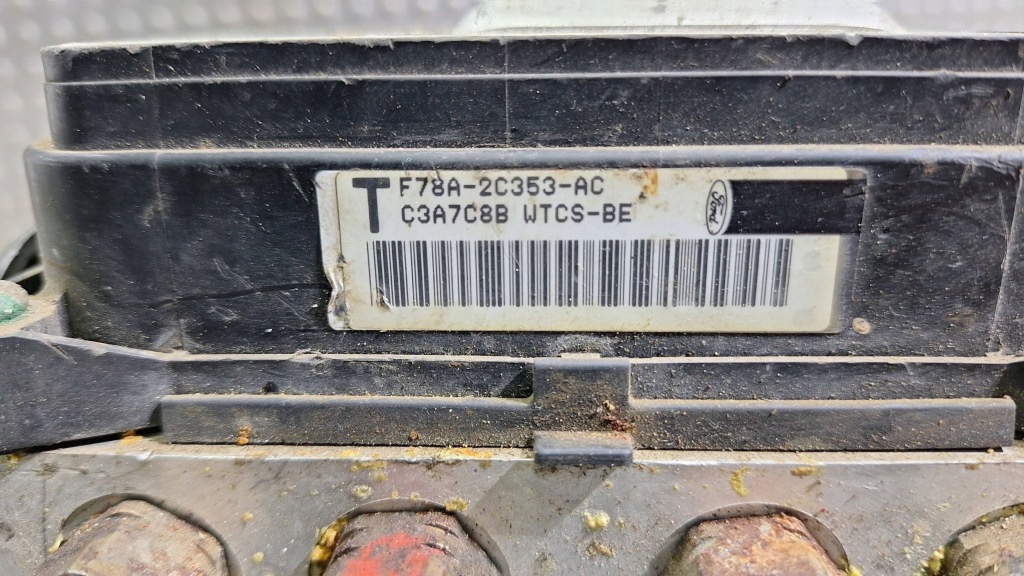 T F78A-2C353-AC
C3A7C8B WTCS-BE
Ford